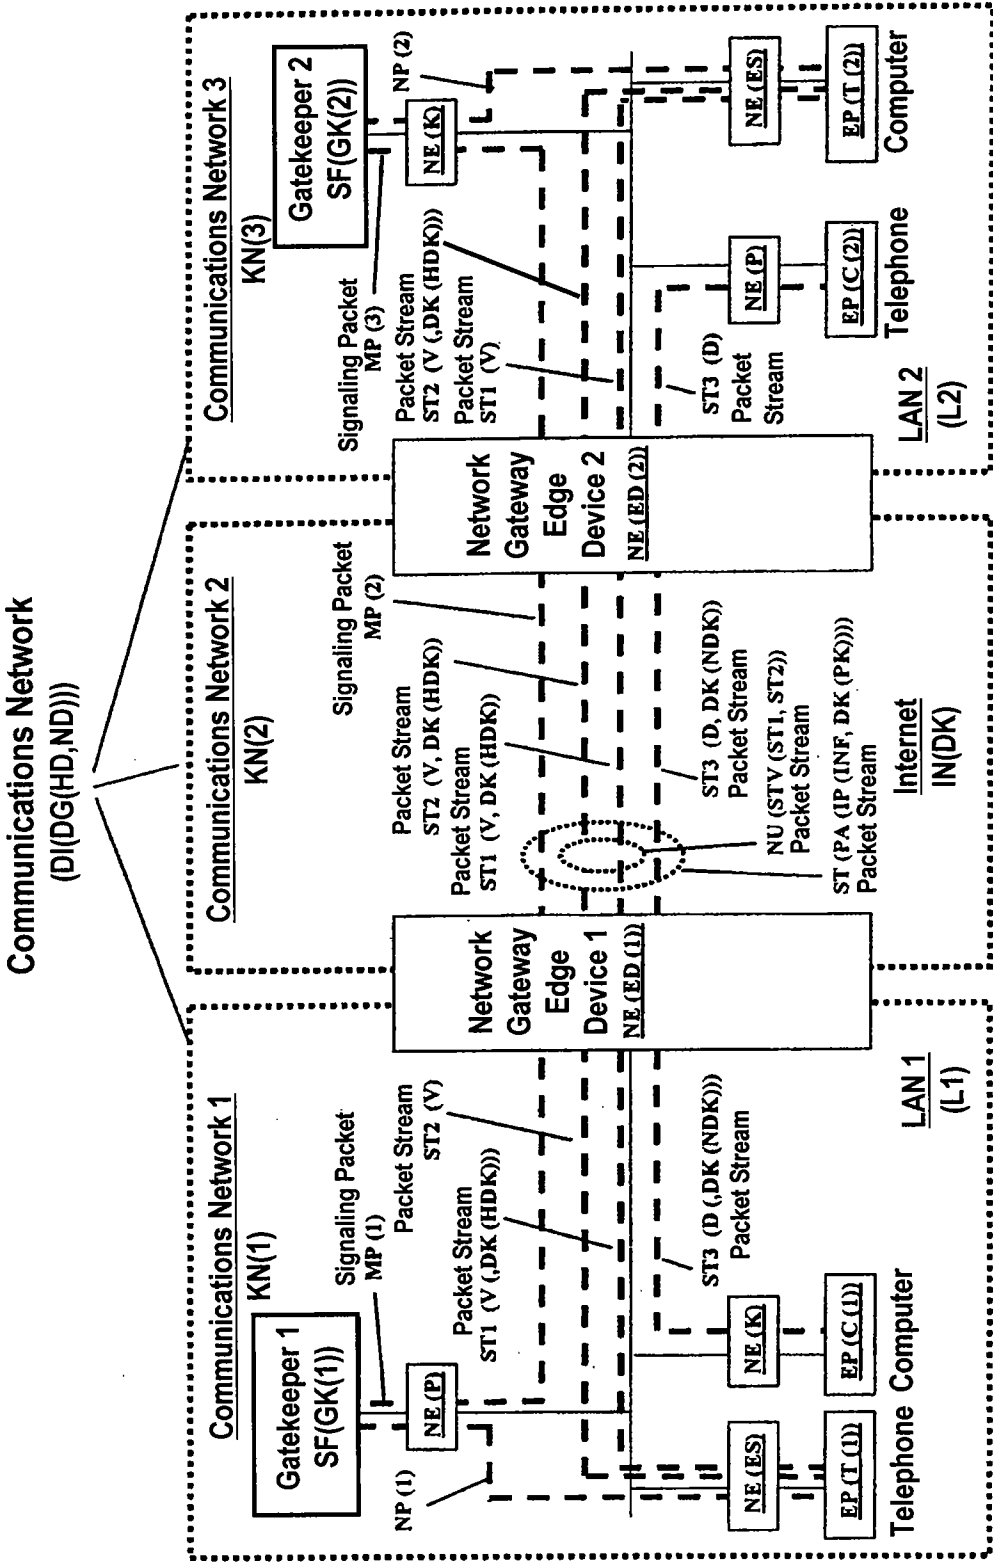 Communications Network
(DI(DG(HD,ND)))
Communications Network 1
KN(1)
Gatekeeper 1
SF(GK(1))
Signaling Packet
MP (1)
NE (P)
NP (1)
Packet Stream
ST2 (V)
Packet Stream
ST1 (V (,DK (HDK)))
ST3 (D (,DK (NDK)))
Packet Stream
NE (ES)
NE (K)
EP (T (1))
EP (C (1))
Telephone
Computer
LAN 1
(L1)
Network
Gateway
Edge
Device 1
NE (ED (1))
Communications Network 2
KN(2)
Signaling Packet
MP (2)
Packet Stream
ST2 (V, DK (HDK))
Packet Stream
ST1 (V, DK (HDK))
ST3 (D, DK (NDK))
Packet Stream
NU (STV (ST1, ST2))
Packet Stream
ST (PA (IP (INF, DK (PK))))
Packet Stream
Internet
IN(DK)
Network
Gateway
Edge
Device 2
NE (ED (2))
Communications Network 3
KN(3)
Gatekeeper 2
SF(GK(2))
Signaling Packet
MP (3)
NE (K)
NP (2)
Packet Stream
ST2 (V (,DK (HDK)))
Packet Stream
ST1 (V)
ST3 (D)
Packet
Stream
NE (P)
NE (ES)
EP (C (2))
EP (T (2))
Telephone
Computer
LAN 2
(L2)